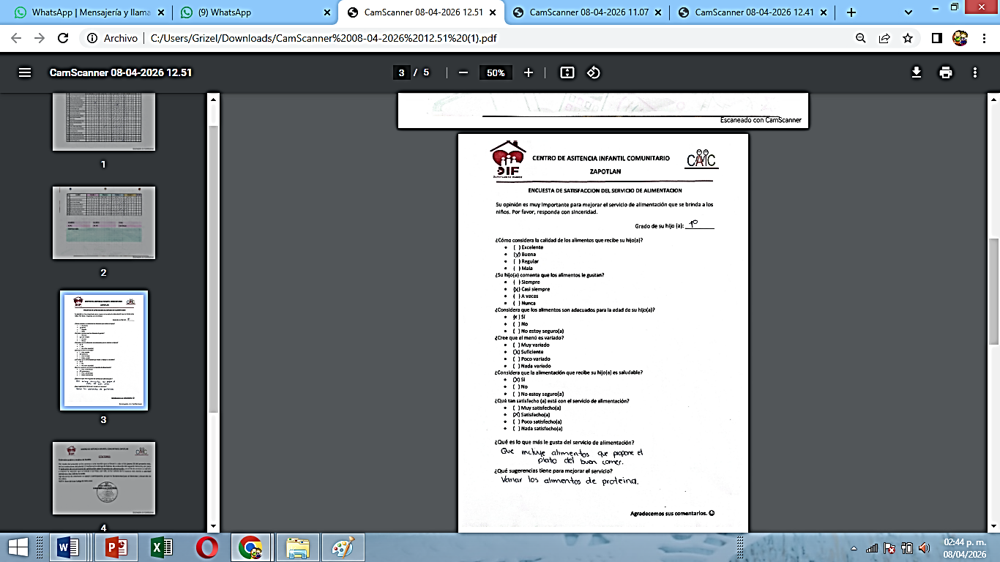 WhatsApp | Mensajería y llama
(9) WhatsApp
CamScanner 08-04-2026 12.51
CamScanner 08-04-2026 11.07
CamScanner 08-04-2026 12.41
Archivo
C:/Users/Grizel/Downloads/CamScanner%2008-04-2026%2012.51%20(1).pdf
CamScanner 08-04-2026 12.51
3 / 5
50%
1
2
3
4
Escaneado con CamScanner
DIF
CENTRO DE ASITENCIA INFANTIL COMUNITARIO
ZAPOTLAN
CAIC
ENCUESTA DE SATISFACCION DEL SERVICIO DE ALIMENTACION
Su opinión es muy importante para mejorar el servicio de alimentación que se brinda a los
niños. Por favor, responda con sinceridad.
Grado de su hijo (a): 1º
¿Cómo considera la calidad de los alimentos que recibe su hijo(a)?
• ( ) Excelente
• (X) Buena
• ( ) Regular
• ( ) Mala
¿Su hijo(a) comenta que los alimentos le gustan?
• ( ) Siempre
• (X) Casi siempre
• ( ) A veces
• ( ) Nunca
¿Considera que los alimentos son adecuados para la edad de su hijo(a)?
• (X) Sí
• ( ) No
• ( ) No estoy seguro(a)
¿Cree que el menú es variado?
• ( ) Muy variado
• (X) Suficiente
• ( ) Poco variado
• ( ) Nada variado
¿Considera que la alimentación que recibe su hijo(a) es saludable?
• (X) Sí
• ( ) No
• ( ) No estoy seguro(a)
¿Qué tan satisfecho (a) está con el servicio de alimentación?
• ( ) Muy satisfecho(a)
• (X) Satisfecho(a)
• ( ) Poco satisfecho(a)
• ( ) Nada satisfecho(a)
¿Qué es lo que más le gusta del servicio de alimentación?
Que incluye alimentos que propone el
plato del buen comer.
¿Qué sugerencias tiene para mejorar el servicio?
Variar los alimentos de proteina.
Agradecemos sus comentarios.
02:44 p. m.
08/04/2026